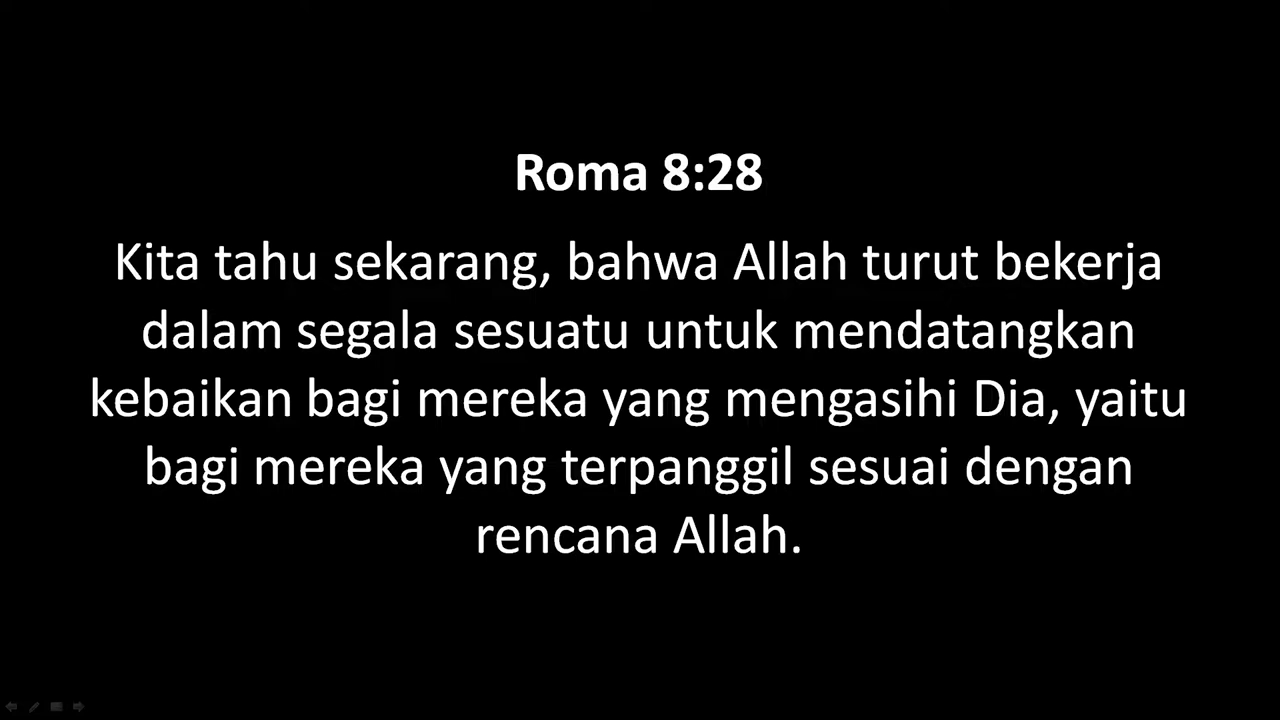 Roma 8:28
Kita tahu sekarang, bahwa Allah turut bekerja
dalam segala sesuatu untuk mendatangkan
kebaikan bagi mereka yang mengasihi Dia, yaitu
bagi mereka yang terpanggil sesuai dengan
rencana Allah.